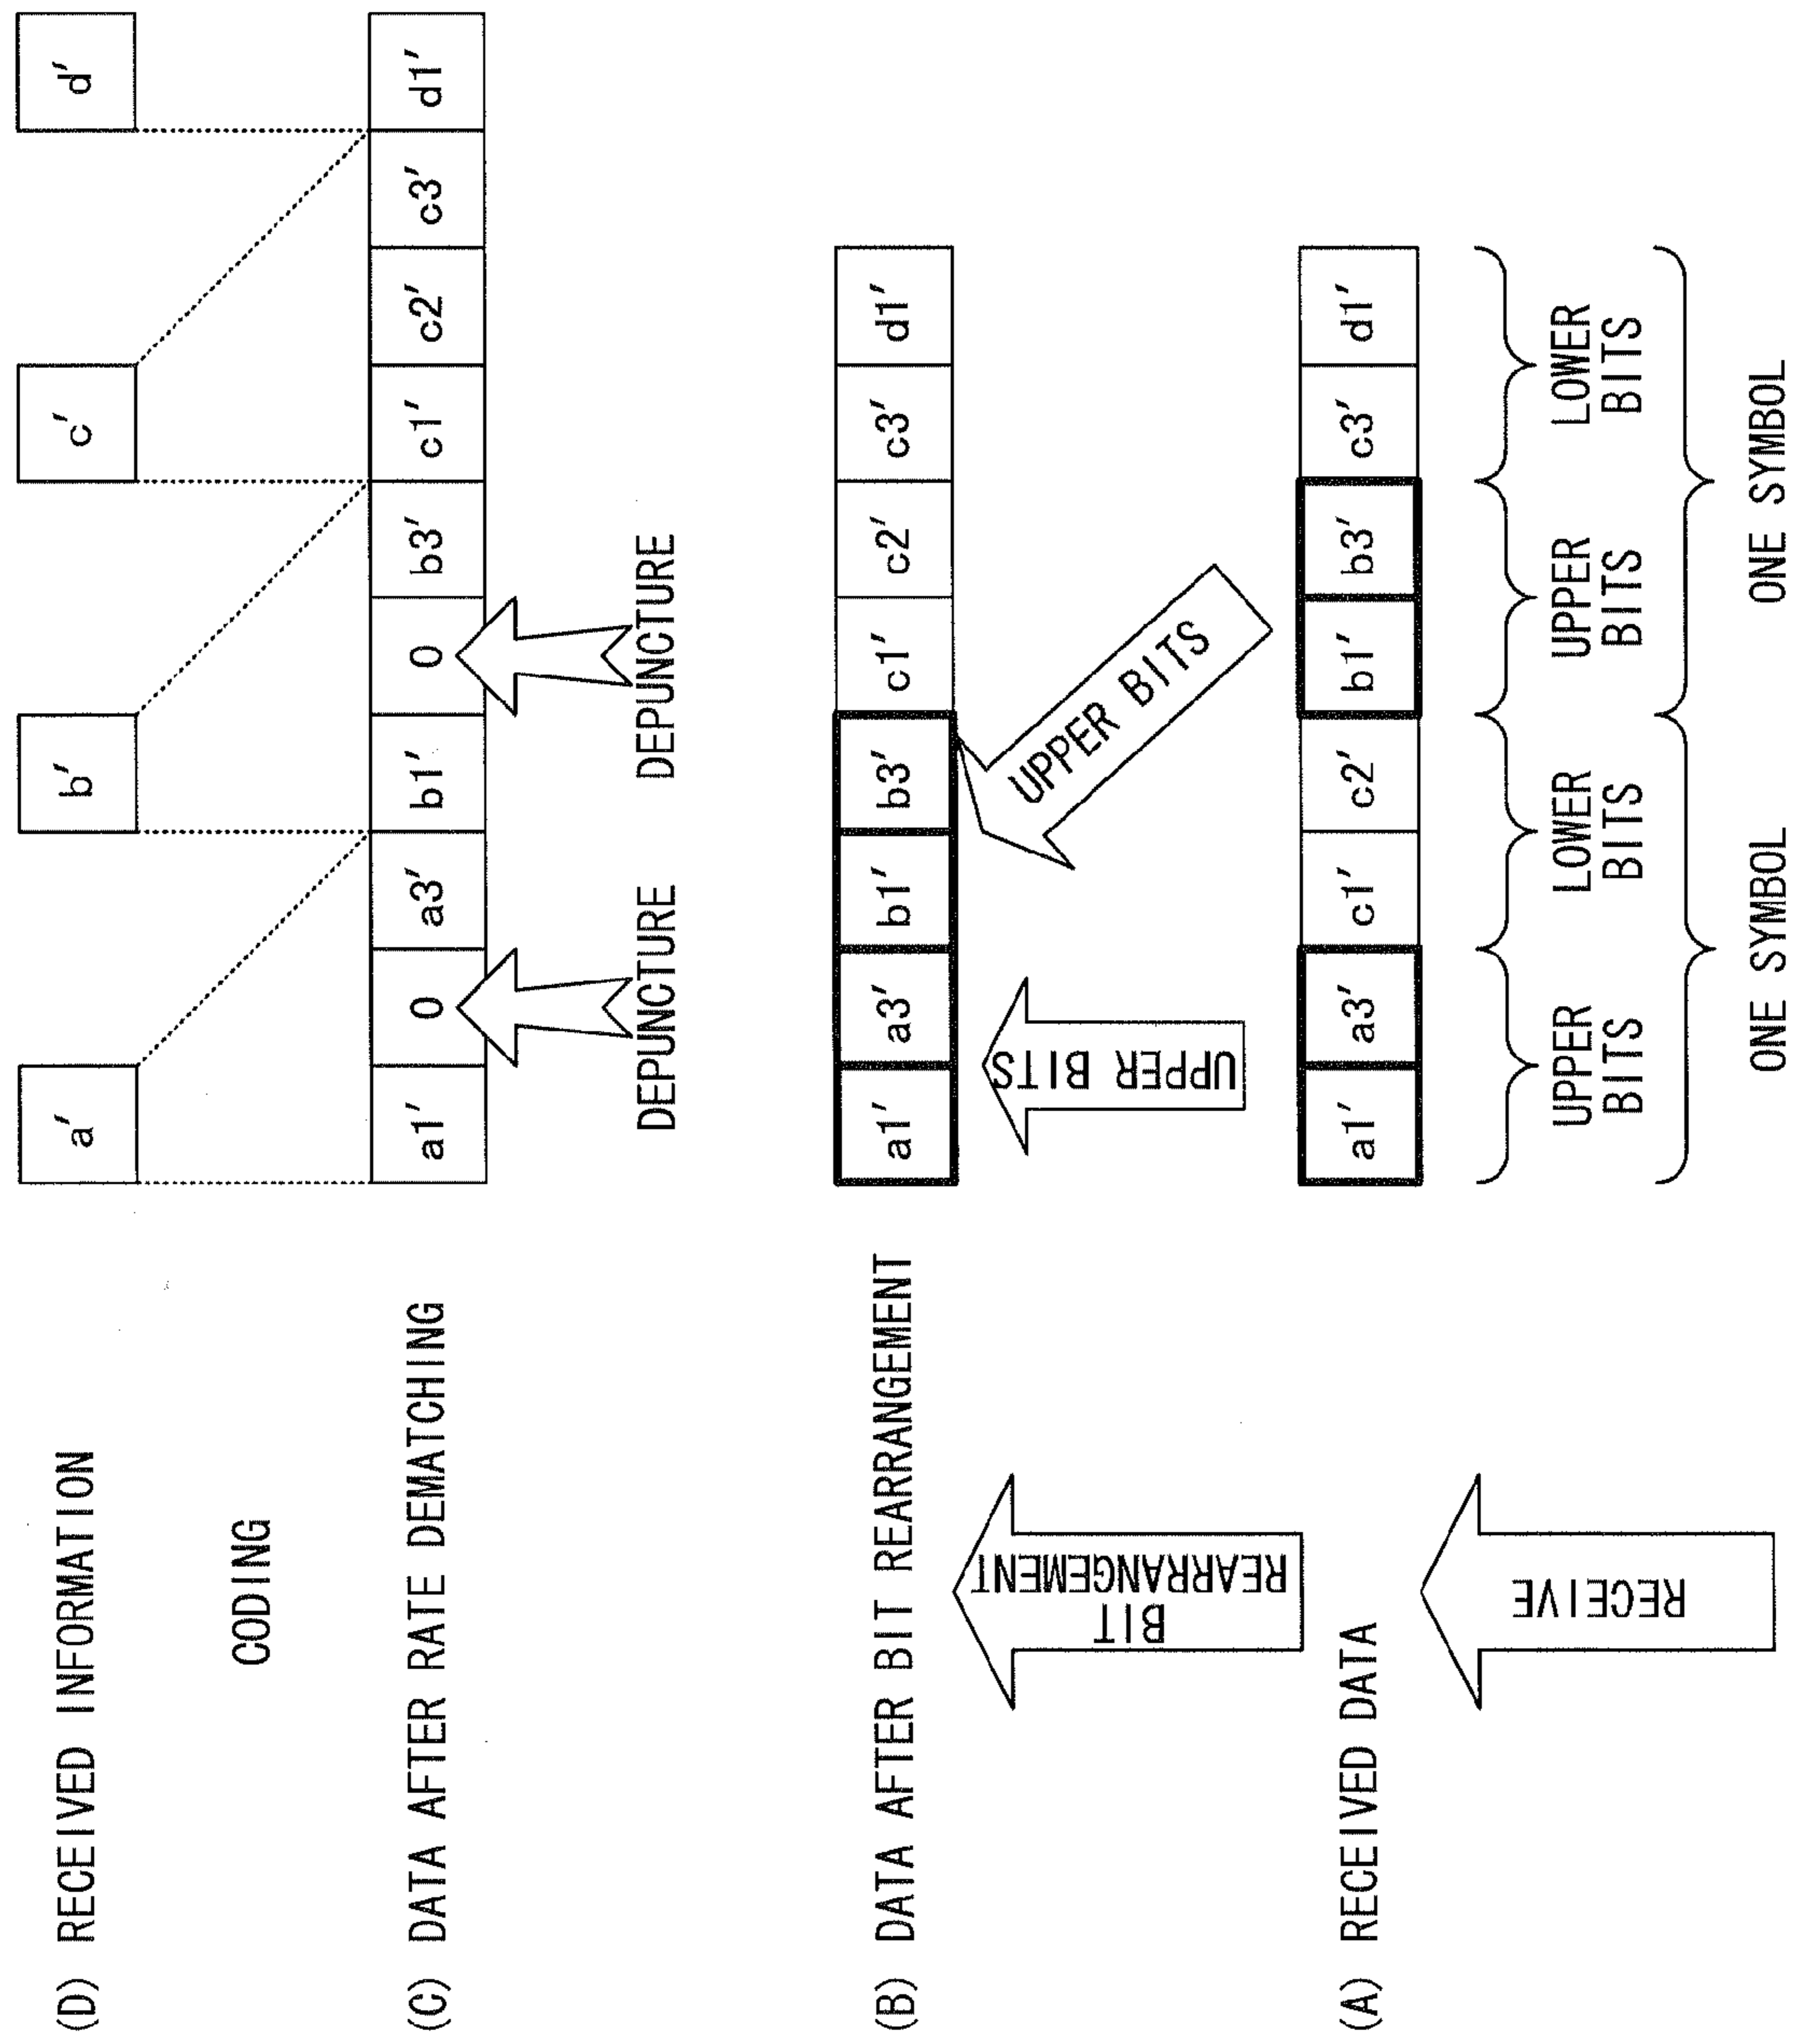 (D) RECEIVED INFORMATION
a′ b′ c′ d′
CODING
(C) DATA AFTER RATE DEMATCHING
a1′ 0 a3′ b1′ 0 b3′ c1′ c2′ c3′ d1′
DEPUNCTURE DEPUNCTURE
(B) DATA AFTER BIT REARRANGEMENT
a1′ a3′ b1′ b3′ c1′ c2′ c3′ d1′
BIT
REARRANGEMENT
UPPER BITS
UPPER BITS
(A) RECEIVED DATA
a1′ a3′ c1′ c2′ b1′ b3′ c3′ d1′
RECEIVE
UPPER LOWER UPPER LOWER
BITS BITS BITS BITS
ONE SYMBOL ONE SYMBOL